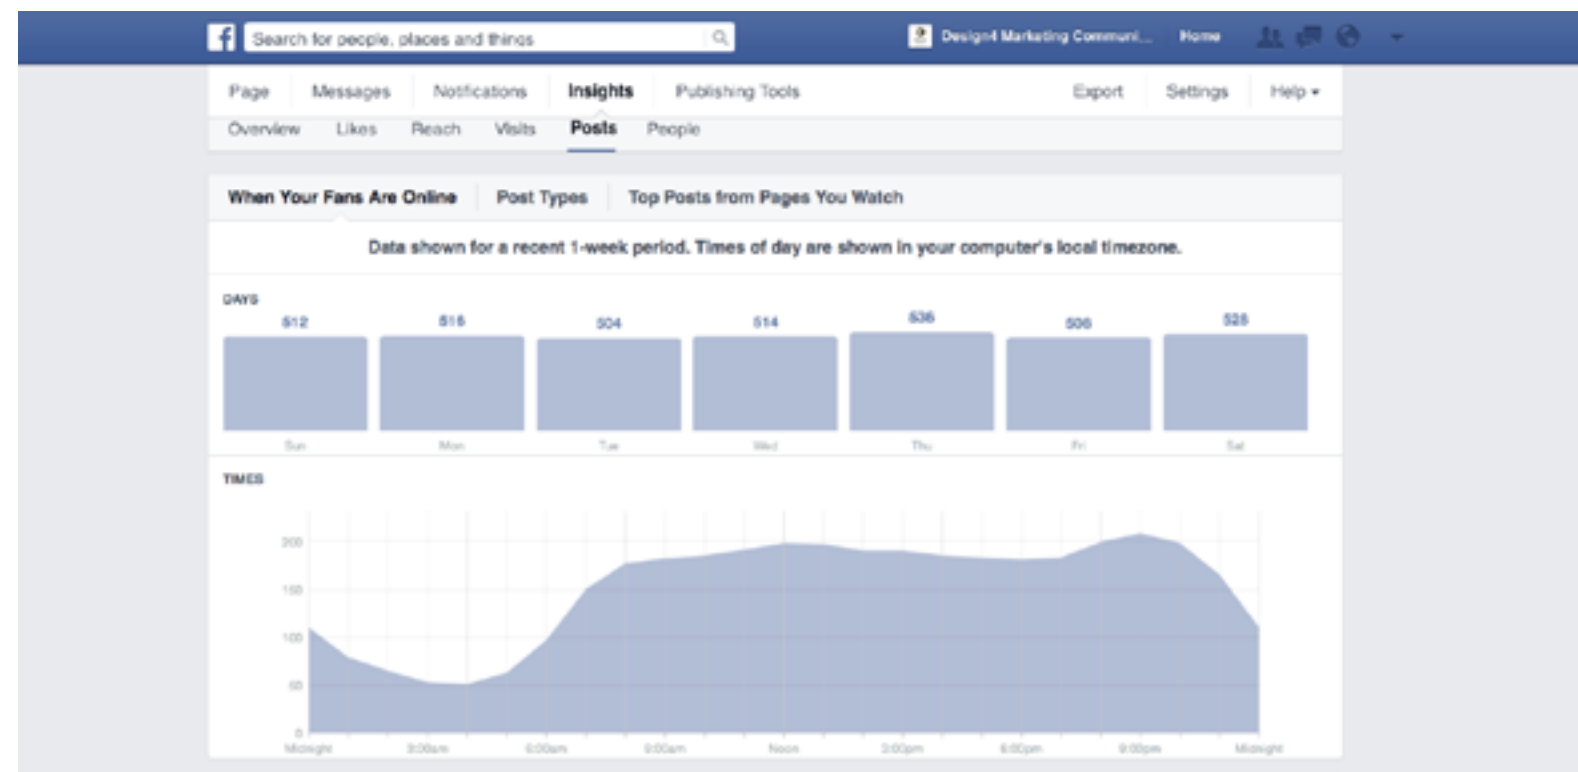 f Search for people, places and things Design4 Marketing Communi... Home
Page Messages Notifications Insights Publishing Tools Export Settings Help
Overview Likes Reach Visits Posts People
When Your Fans Are Online Post Types Top Posts from Pages You Watch
Data shown for a recent 1-week period. Times of day are shown in your computer's local timezone.
DAYS
512 515 504 514 536 506 528
Sun Mon Tue Wed Thu Fri Sat
TIMES
200
150
100
50
0
Midnight 3:00am 6:00am 9:00am Noon 3:00pm 6:00pm 9:00pm Midnight